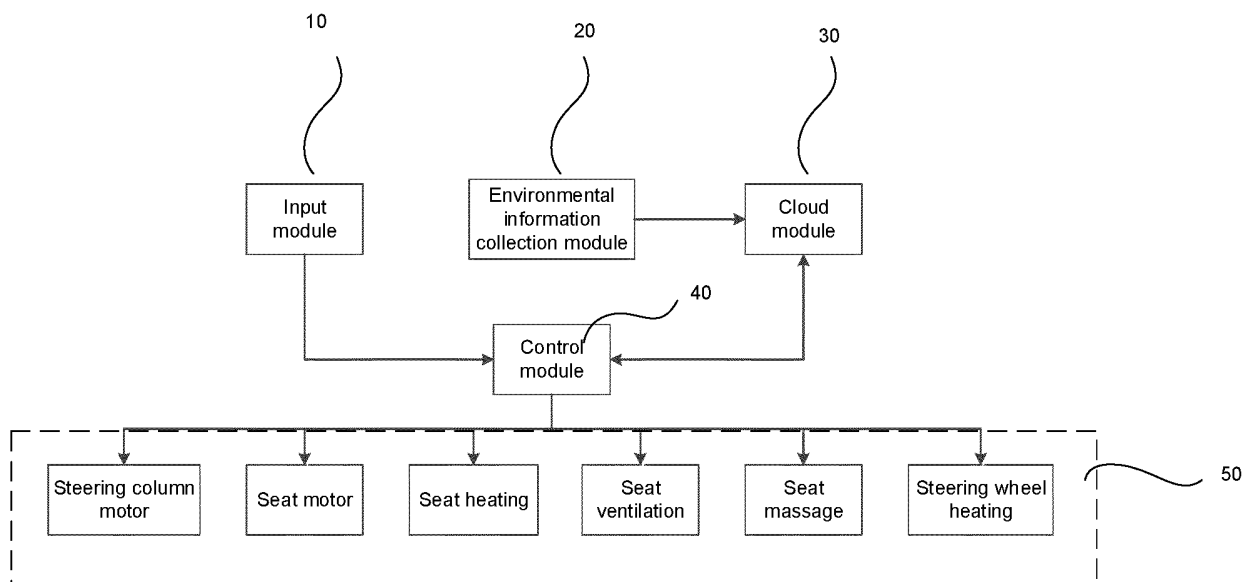 10
20
30
Input
module
Environmental
information
collection module
Cloud
module
40
Control
module
Steering column
motor
Seat motor
Seat heating
Seat
ventilation
Seat
massage
Steering wheel
heating
50